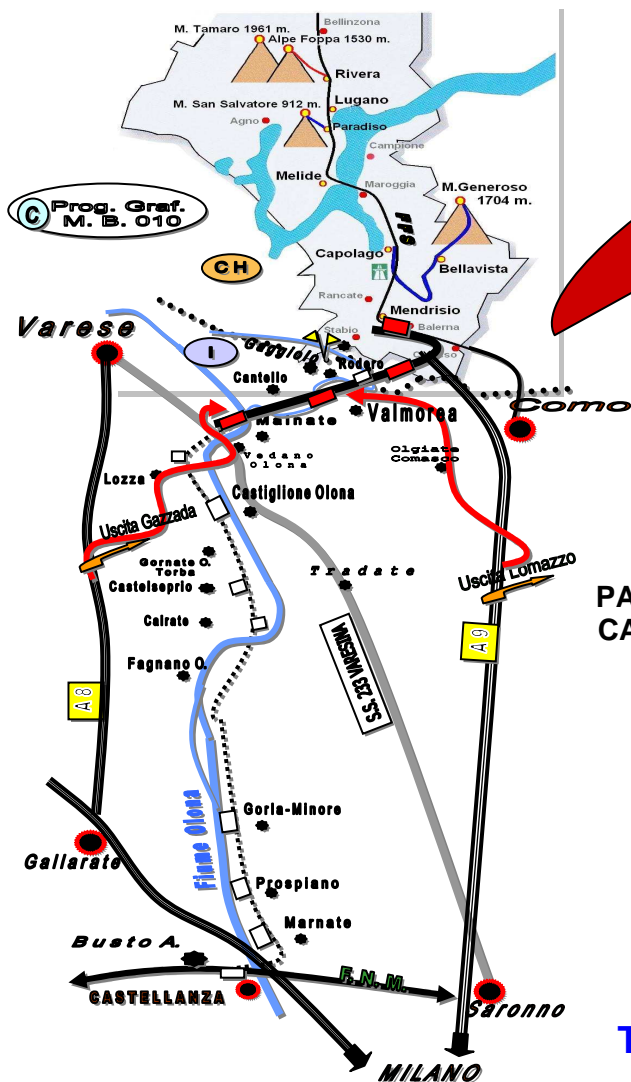 Bellinzona
M. Tamaro 1961 m.
Alpe Foppa 1530 m.
Rivera
M. San Salvatore 912 m.
Lugano
Agno
Paradiso
Campione
Melide
Maroggia
M.Generoso
1704 m.
C Prog. Graf.
M. B. 010
FFS
CH
Capolago
Bellavista
Rancate
Mendrisio
Stabio
Balerna
Varese
I
Gaggiolo
Rodero
Cantello
Valmorea
Como
Malnate
Vedano
Olona
Olgiate
Comasco
Lozza
Castiglione Olona
Uscita Gazzada
Gornate O.
Torba
Tradate
Uscita Lomazzo
Castelseprio
PA
CA
Cairate
S.S. 233 VARESINA
A9
Fagnano O.
A8
Fiume Olona
Gorla-Minore
Gallarate
Prospiano
Marnate
Busto A.
F. N. M.
CASTELLANZA
Saronno
T
MILANO